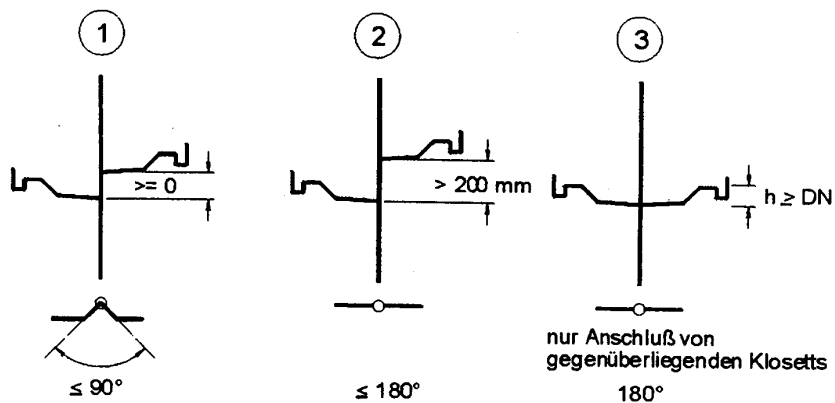 1
2
3
>= 0
> 200 mm
h ≥ DN
nur Anschluß von
gegenüberliegenden Klosetts
≤ 90°
≤ 180°
180°